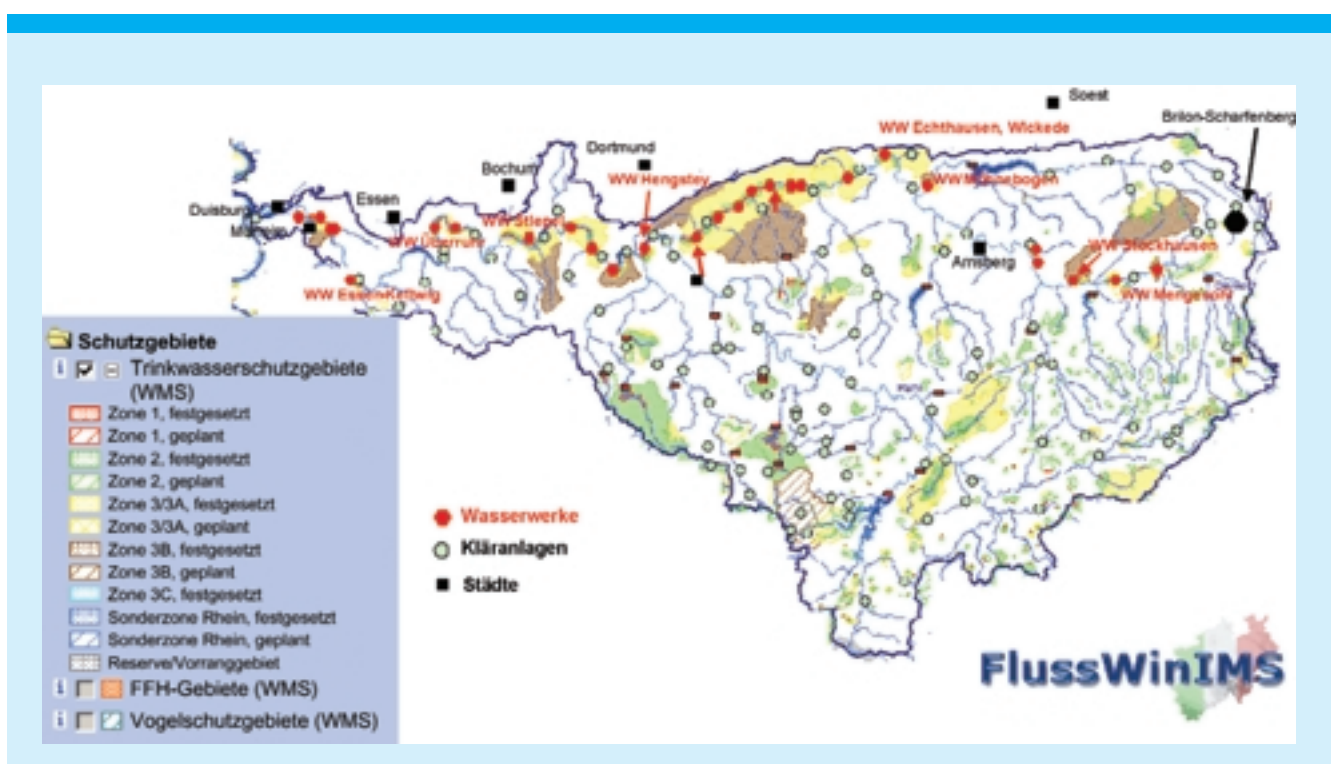 Soest
Brilon-Scharfenberg
WW Echthausen, Wickede
Dortmund
Bochum
WW Hengstey
WW Möhnebogen
Essen
Duisburg
WW Stiepel
WW Überruhr
WW Stockhausen
Arnsberg
WW Essen-Kettwig
Schutzgebiete
i Trinkwasserschutzgebiete
(WMS)
Zone 1, festgesetzt
Zone 1, geplant
Zone 2, festgesetzt
Zone 2, geplant
Zone 3/3A, festgesetzt
Zone 3/3A, geplant
Zone 3B, festgesetzt
Zone 3B, geplant
Zone 3C, festgesetzt
Sonderzone Rhein, festgesetzt
Sonderzone Rhein, geplant
Reserve/Vorranggebiet
i FFH-Gebiete (WMS)
i Vogelschutzgebiete (WMS)
Wasserwerke
Kläranlagen
Städte
FlussWinIMS